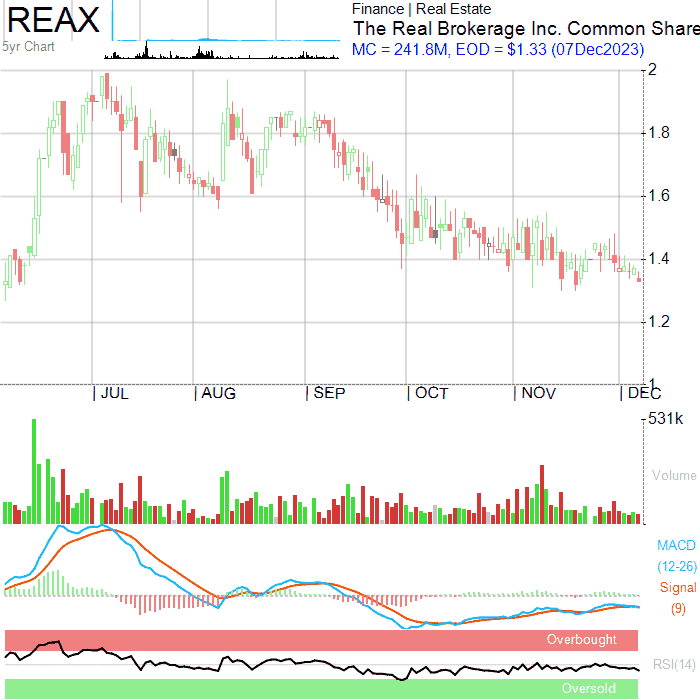 REAX
5yr Chart
Finance | Real Estate
The Real Brokerage Inc. Common Share
MC = 241.8M, EOD = $1.33 (07Dec2023)
2
1.8
1.6
1.4
1.2
1
JUL AUG SEP OCT NOV DEC
531k
Volume
MACD
(12-26)
Signal
(9)
Overbought
RSI(14)
Oversold